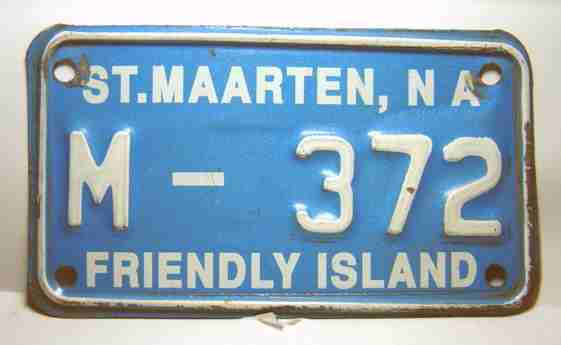 ST.MAARTEN, N A
M - 372
FRIENDLY ISLAND